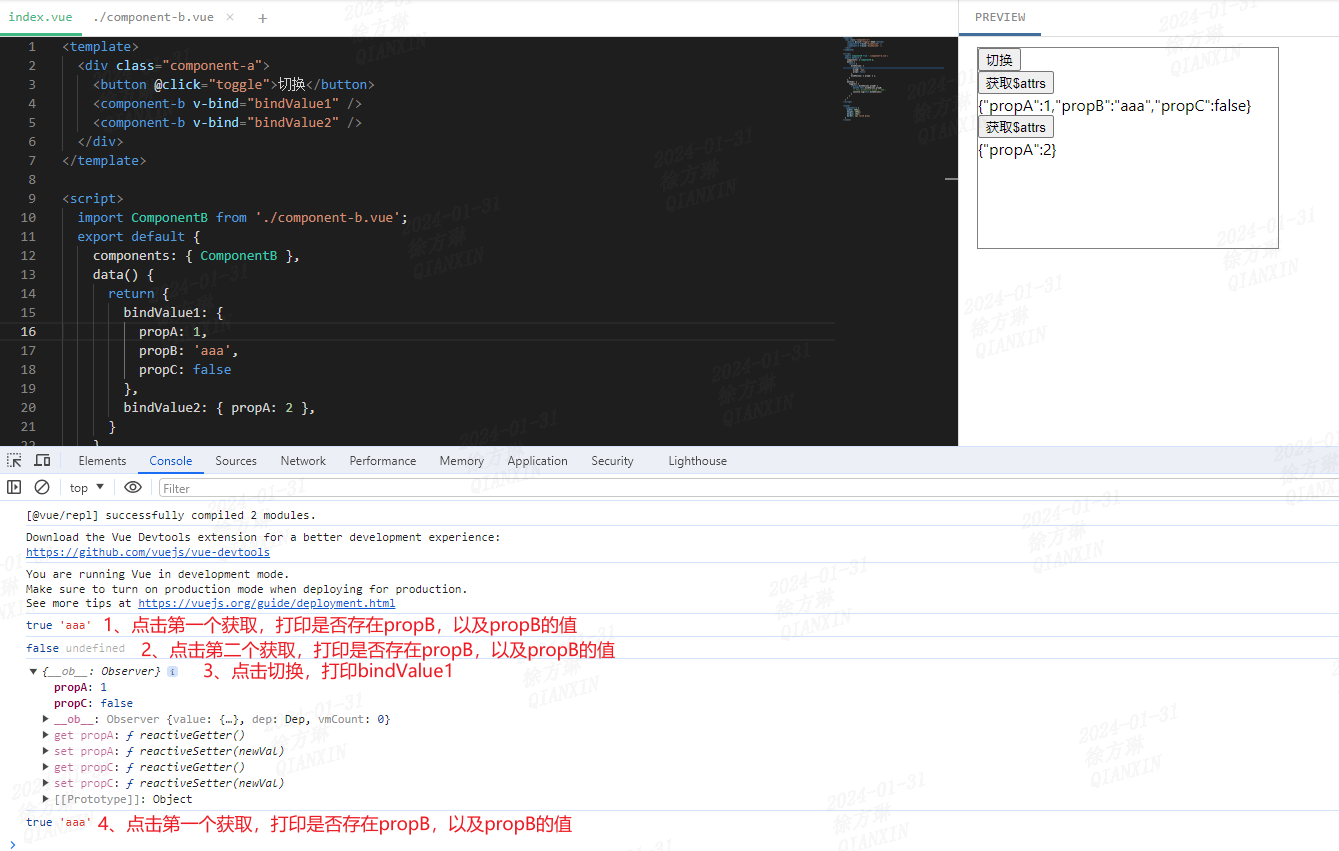 index.vue ./component-b.vue × +
PREVIEW
1 <template>
2 <div class="component-a">
3 <button @click="toggle">切换</button>
4 <component-b v-bind="bindValue1" />
5 <component-b v-bind="bindValue2" />
6 </div>
7 </template>
8
9 <script>
10 import ComponentB from './component-b.vue';
11 export default {
12 components: { ComponentB },
13 data() {
14 return {
15 bindValue1: {
16 propA: 1,
17 propB: 'aaa',
18 propC: false
19 },
20 bindValue2: { propA: 2 },
21 }
22 }
切换
获取$attrs
{"propA":1,"propB":"aaa","propC":false}
获取$attrs
{"propA":2}
Elements Console Sources Network Performance Memory Application Security Lighthouse
top ▼ Filter
[@vue/repl] successfully compiled 2 modules.
Download the Vue Devtools extension for a better development experience:
https://github.com/vuejs/vue-devtools
You are running Vue in development mode.
Make sure to turn on production mode when deploying for production.
See more tips at https://vuejs.org/guide/deployment.html
true 'aaa' 1、点击第一个获取，打印是否存在propB，以及propB的值
false undefined 2、点击第二个获取，打印是否存在propB，以及propB的值
▼ {__ob__: Observer} i 3、点击切换，打印bindValue1
propA: 1
propC: false
▶ __ob__: Observer {value: {…}, dep: Dep, vmCount: 0}
▶ get propA: ƒ reactiveGetter()
▶ set propA: ƒ reactiveSetter(newVal)
▶ get propC: ƒ reactiveGetter()
▶ set propC: ƒ reactiveSetter(newVal)
▶ [[Prototype]]: Object
true 'aaa' 4、点击第一个获取，打印是否存在propB，以及propB的值
>
2024-01-31
徐方琳
QIANXIN